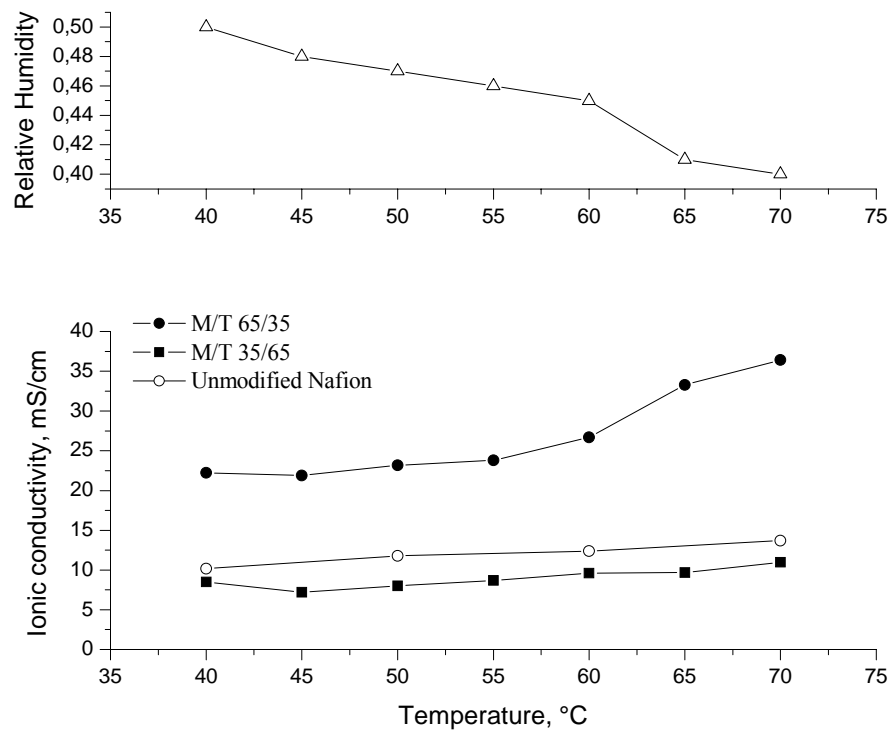 Relative Humidity
0,50
0,48
0,46
0,44
0,42
0,40
35 40 45 50 55 60 65 70 75
M/T 65/35
M/T 35/65
Unmodified Nafion
Ionic conductivity, mS/cm
40
35
30
25
20
15
10
5
0
35 40 45 50 55 60 65 70 75
Temperature, °C